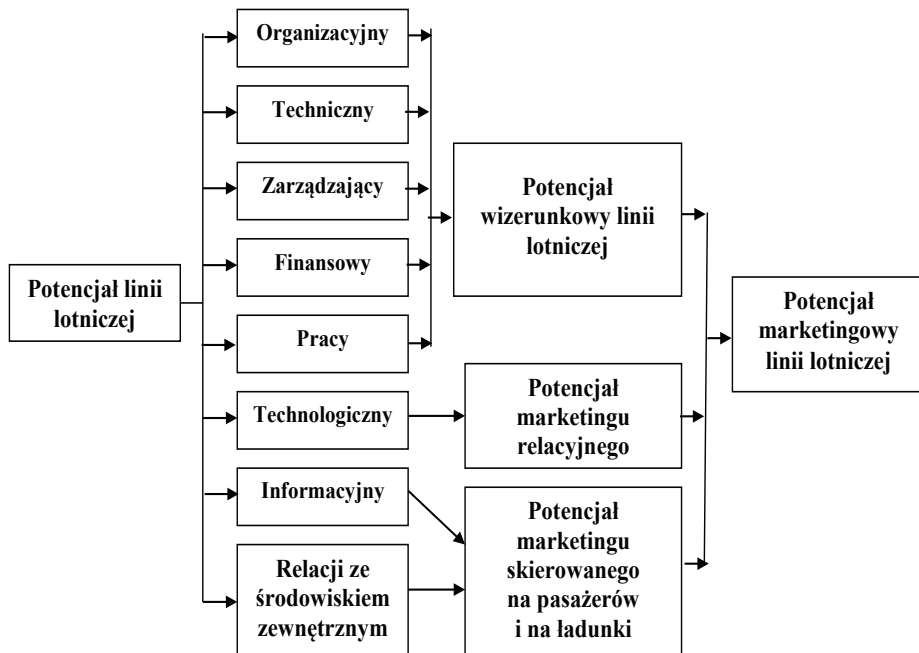 Potencjał linii
lotniczej
Organizacyjny
Techniczny
Zarządzający
Finansowy
Pracy
Technologiczny
Informacyjny
Relacji ze
środowiskiem
zewnętrznym
Potencjał
wizerunkowy linii
lotniczej
Potencjał
marketingu
relacyjnego
Potencjał
marketingu
skierowanego
na pasażerów
i na ładunki
Potencjał
marketingowy
linii lotniczej